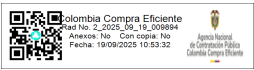 Colombia Compra Eficiente
Rad No. 2_2025_09_19_009894
Anexos: No   Con copia: No
Fecha: 19/09/2025 10:53:32
Agencia Nacional
de Contratación Pública
Colombia Compra Eficiente